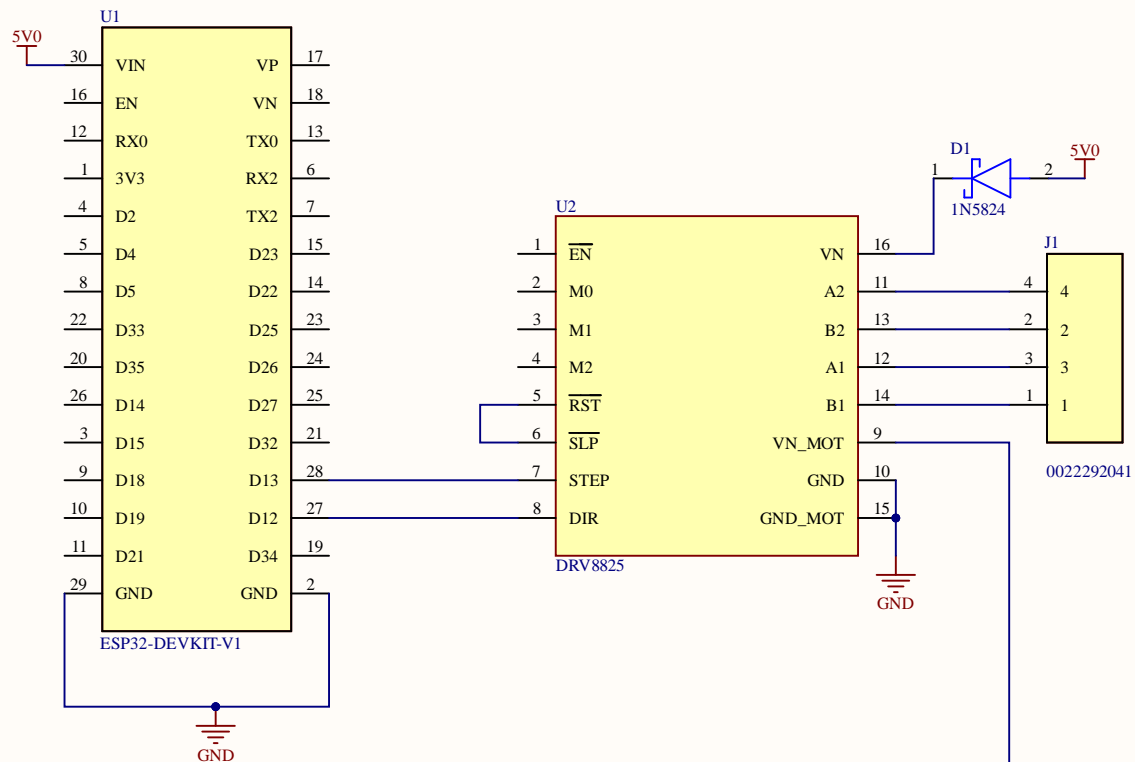 U1
5V0
30 VIN VP 17
16 EN VN 18
12 RX0 TX0 13
1 3V3 RX2 6
4 D2 TX2 7
5 D4 D23 15
8 D5 D22 14
22 D33 D25 23
20 D35 D26 24
26 D14 D27 25
3 D15 D32 21
9 D18 D13 28
10 D19 D12 27
11 D21 D34 19
29 GND GND 2
ESP32-DEVKIT-V1
GND
U2
1 EN VN 16
2 M0 A2 11
3 M1 B2 13
4 M2 A1 12
5 RST B1 14
6 SLP VN_MOT 9
7 STEP GND 10
8 DIR GND_MOT 15
DRV8825
GND
D1
5V0
1 2
1N5824
J1
4 4
2 2
3 3
1 1
0022292041